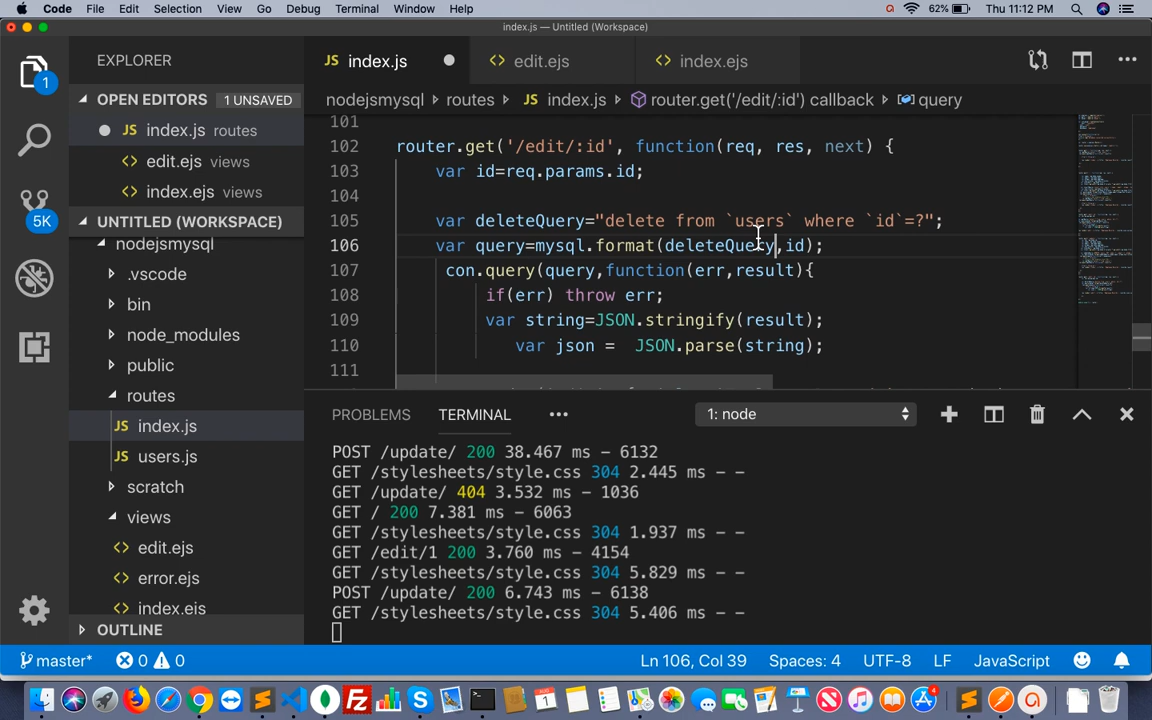 Code File Edit Selection View Go Debug Terminal Window Help 62% Thu 11:12 PM
index.js — Untitled (Workspace)
EXPLORER
OPEN EDITORS 1 UNSAVED
JS index.js routes
<> edit.ejs views
<> index.ejs views
UNTITLED (WORKSPACE)
nodejsmysql
.vscode
bin
node_modules
public
routes
JS index.js
JS users.js
scratch
views
<> edit.ejs
<> error.ejs
<> index.ejs
OUTLINE
1
5K
JS index.js <> edit.ejs <> index.ejs
nodejsmysql routes JS index.js router.get('/edit/:id') callback query
101
102 router.get('/edit/:id', function(req, res, next) {
103 var id=req.params.id;
104
105 var deleteQuery="delete from `users` where `id`=?";
106 var query=mysql.format(deleteQuery,id);
107 con.query(query,function(err,result){
108 if(err) throw err;
109 var string=JSON.stringify(result);
110 var json = JSON.parse(string);
111
PROBLEMS TERMINAL 1: node
POST /update/ 200 38.467 ms - 6132
GET /stylesheets/style.css 304 2.445 ms - -
GET /update/ 404 3.532 ms - 1036
GET / 200 7.381 ms - 6063
GET /stylesheets/style.css 304 1.937 ms - -
GET /edit/1 200 3.760 ms - 4154
GET /stylesheets/style.css 304 5.829 ms - -
POST /update/ 200 6.743 ms - 6138
GET /stylesheets/style.css 304 5.406 ms - -
master* 0 0 Ln 106, Col 39 Spaces: 4 UTF-8 LF JavaScript